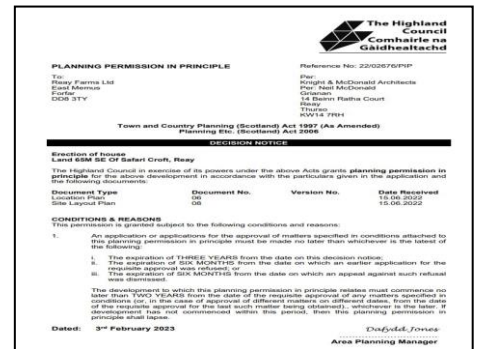 The Highland
Council
Comhairle na
Gàidhealtachd
PLANNING PERMISSION IN PRINCIPLE
Reference No: 22/02676/PIP
To:
Reay Farms Ltd
East Memus
Forfar
DD8 3TY
Per:
Knight & McDonald Architects
Per: Neil McDonald
Grianan
14 Beinn Ratha Court
Reay
Thurso
KW14 7RH
Town and Country Planning (Scotland) Act 1997 (As Amended)
Planning Etc. (Scotland) Act 2006
DECISION NOTICE
Erection of house
Land 65M SE Of Safari Croft, Reay
The Highland Council in exercise of its powers under the above Acts grants planning permission in
principle for the above development in accordance with the particulars given in the application and
the following documents:
Document Type Document No. Version No. Date Received
Location Plan 06 15.06.2022
Site Layout Plan 08 15.06.2022
CONDITIONS & REASONS
This permission is granted subject to the following conditions and reasons:
1. An application or applications for the approval of matters specified in conditions attached to
this planning permission in principle must be made no later than whichever is the latest of
the following:
i. The expiration of THREE YEARS from the date on this decision notice;
ii. The expiration of SIX MONTHS from the date on which an earlier application for the
requisite approval was refused; or
iii. The expiration of SIX MONTHS from the date on which an appeal against such refusal
was dismissed.
The development to which this planning permission in principle relates must commence no
later than TWO YEARS from the date of the requisite approval of any matters specified in
conditions (or, in the case of approval of different matters on different dates, from the date
of the requisite approval for the last such matter being obtained), whichever is the later. If
development has not commenced within this period, then this planning permission in
principle shall lapse.
Dated: 3rd February 2023
Dafydd Jones
Area Planning Manager